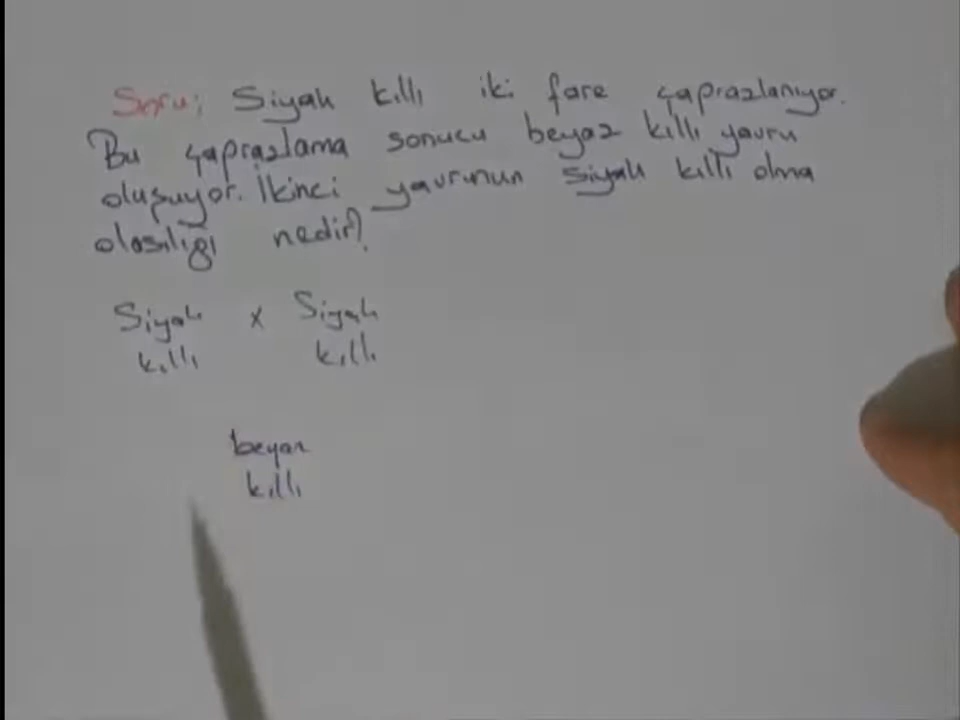 Soru; Siyah kıllı iki fare çaprazlanıyor.
Bu çaprazlama sonucu beyaz kıllı yavru
oluşuyor. İkinci yavrunun siyah kıllı olma
olasılığı nedir?
Siyah x Siyah
kıllı kıllı
beyaz
kıllı